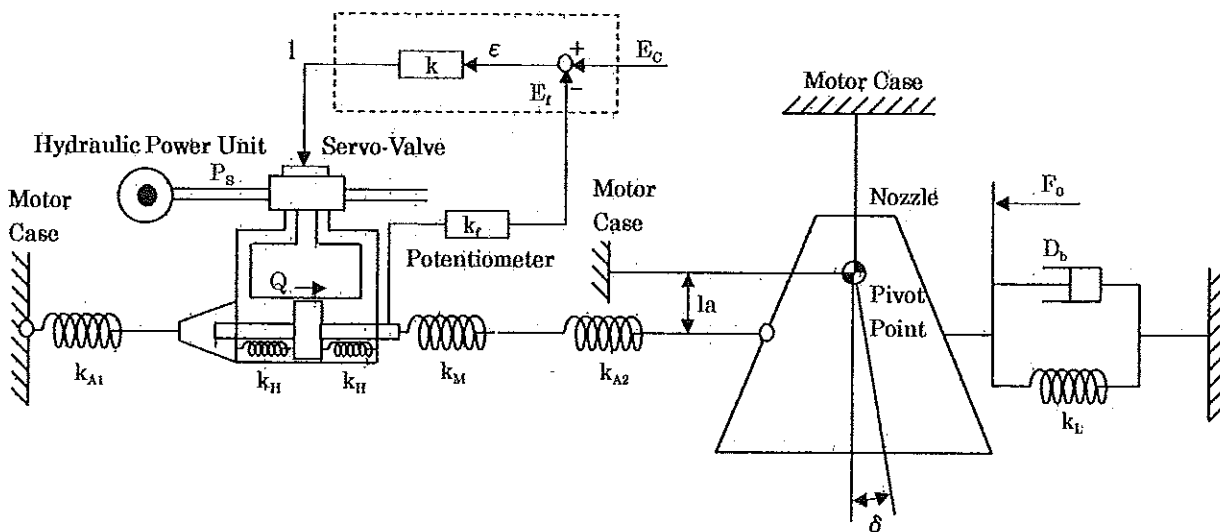 I
k
ε
+
E_C
E_f
−
Motor Case
Hydraulic Power Unit
Servo-Valve
P_S
Motor
Case
k_f
Potentiometer
Motor
Case
Nozzle
F_o
D_b
Q
la
Pivot
Point
k_A1
k_H
k_H
k_M
k_A2
k_L
δ